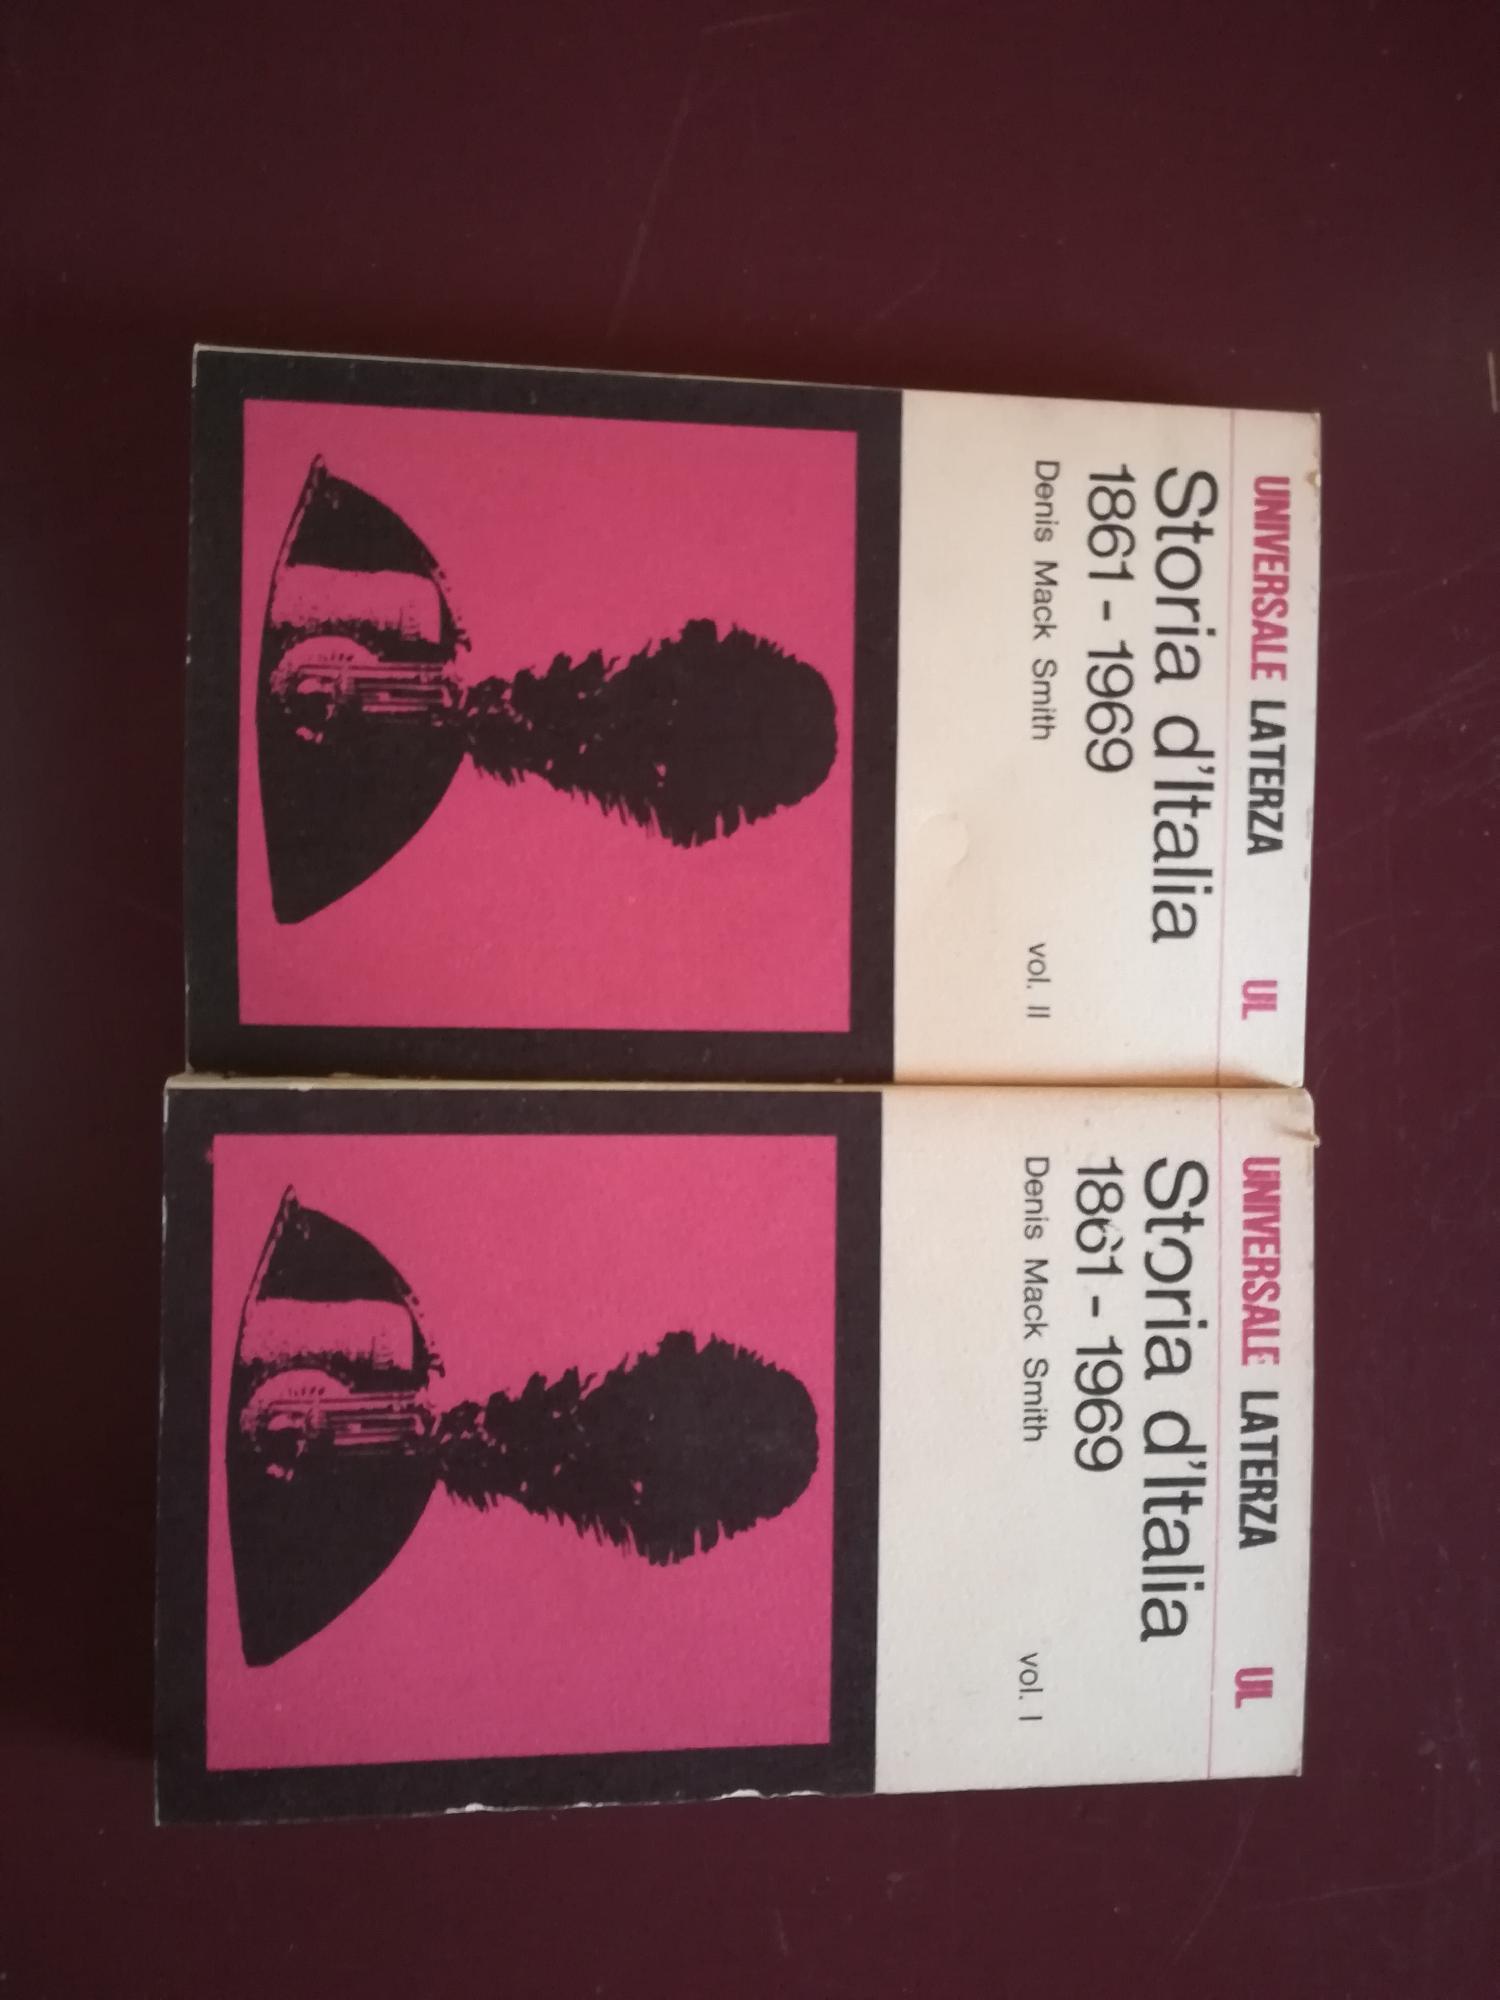 UNIVERSALE LATERZA UL
Storia d'Italia
1861 - 1969
Denis Mack Smith vol. II
UNIVERSALE LATERZA UL
Storia d'Italia
1861 - 1969
Denis Mack Smith vol. I